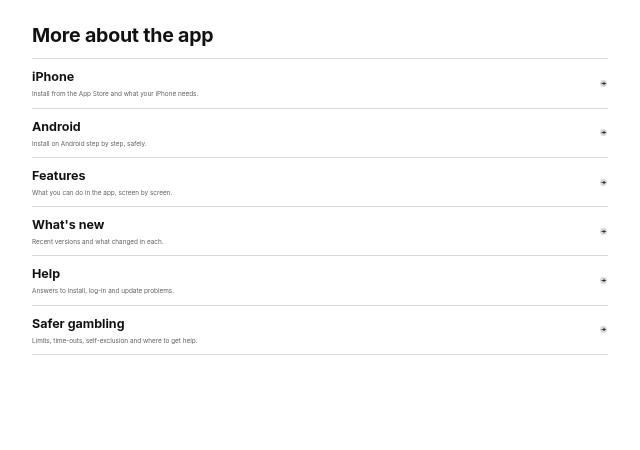 More about the app
iPhone
Install from the App Store and what your iPhone needs.
Android
Install on Android step by step, safely.
Features
What you can do in the app, screen by screen.
What's new
Recent versions and what changed in each.
Help
Answers to install, log-in and update problems.
Safer gambling
Limits, time-outs, self-exclusion and where to get help.